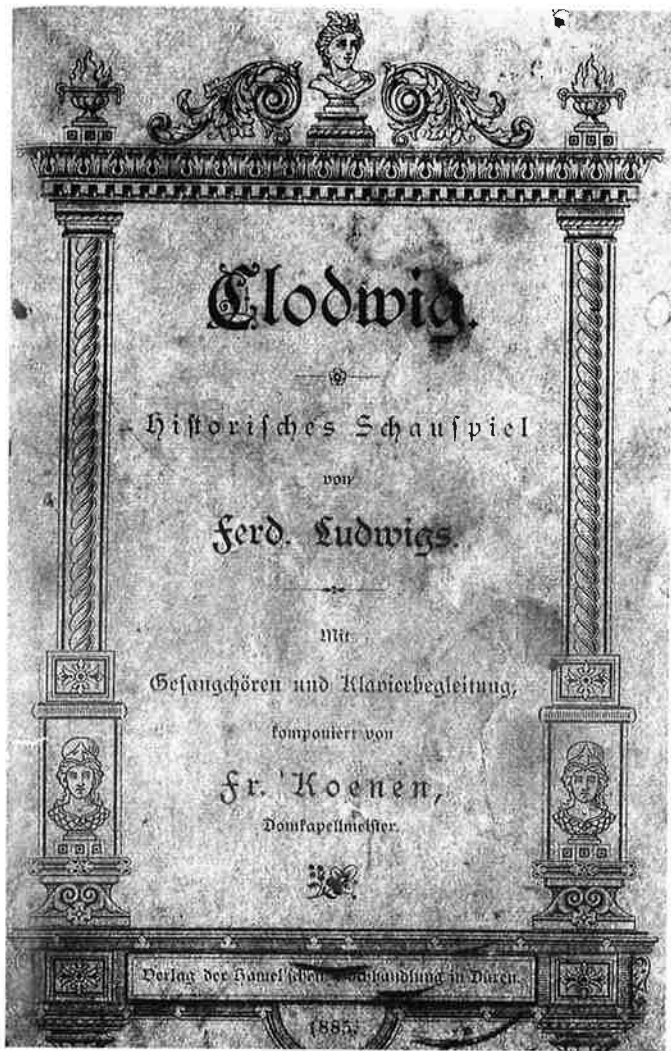 Clodwig.
Historisches Schauspiel
von
Ferd. Ludwigs.
Mit
Gesangchören und Klavierbegleitung,
komponiert von
Fr. Koenen,
Domkapellmeister.
Verlag der Hamel'schen Buchhandlung in Düren.
1885.